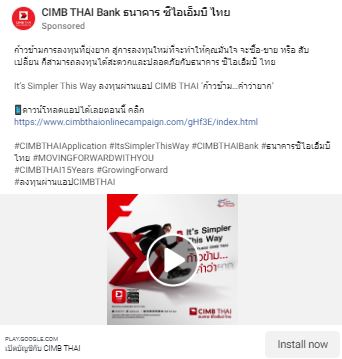 CIMB THAI Bank ธนาคาร ซีไอเอ็มบี ไทย
Sponsored
ก้าวข้ามการลงทุนที่ยุ่งยาก สู่การลงทุนใหม่ที่จะทำให้คุณมั่นใจ จะซื้อ-ขาย หรือ สับ
เปลี่ยน ก็สามารถลงทุนได้สะดวกและปลอดภัยกับธนาคาร ซีไอเอ็มบี ไทย
It's Simpler This Way ลงทุนผ่านแอป CIMB THAI 'ก้าวข้าม...คำว่ายาก'
ดาวน์โหลดแอปได้เลยตอนนี้ คลิก
https://www.cimbthaionlinecampaign.com/gHf3E/index.html
#CIMBTHAIApplication #ItsSimplerThisWay #CIMBTHAIBank #ธนาคารซีไอเอ็มบี
ไทย #MOVINGFORWARDWITHYOU
#CIMBTHAI15Years #GrowingForward
#ลงทุนผ่านแอปCIMBTHAI
It's Simpler
This Way
ก้าวข้าม...
คำว่ายาก
CIMB THAI
PLAY.GOOGLE.COM
เปิดบัญชีกับ CIMB THAI
Install now